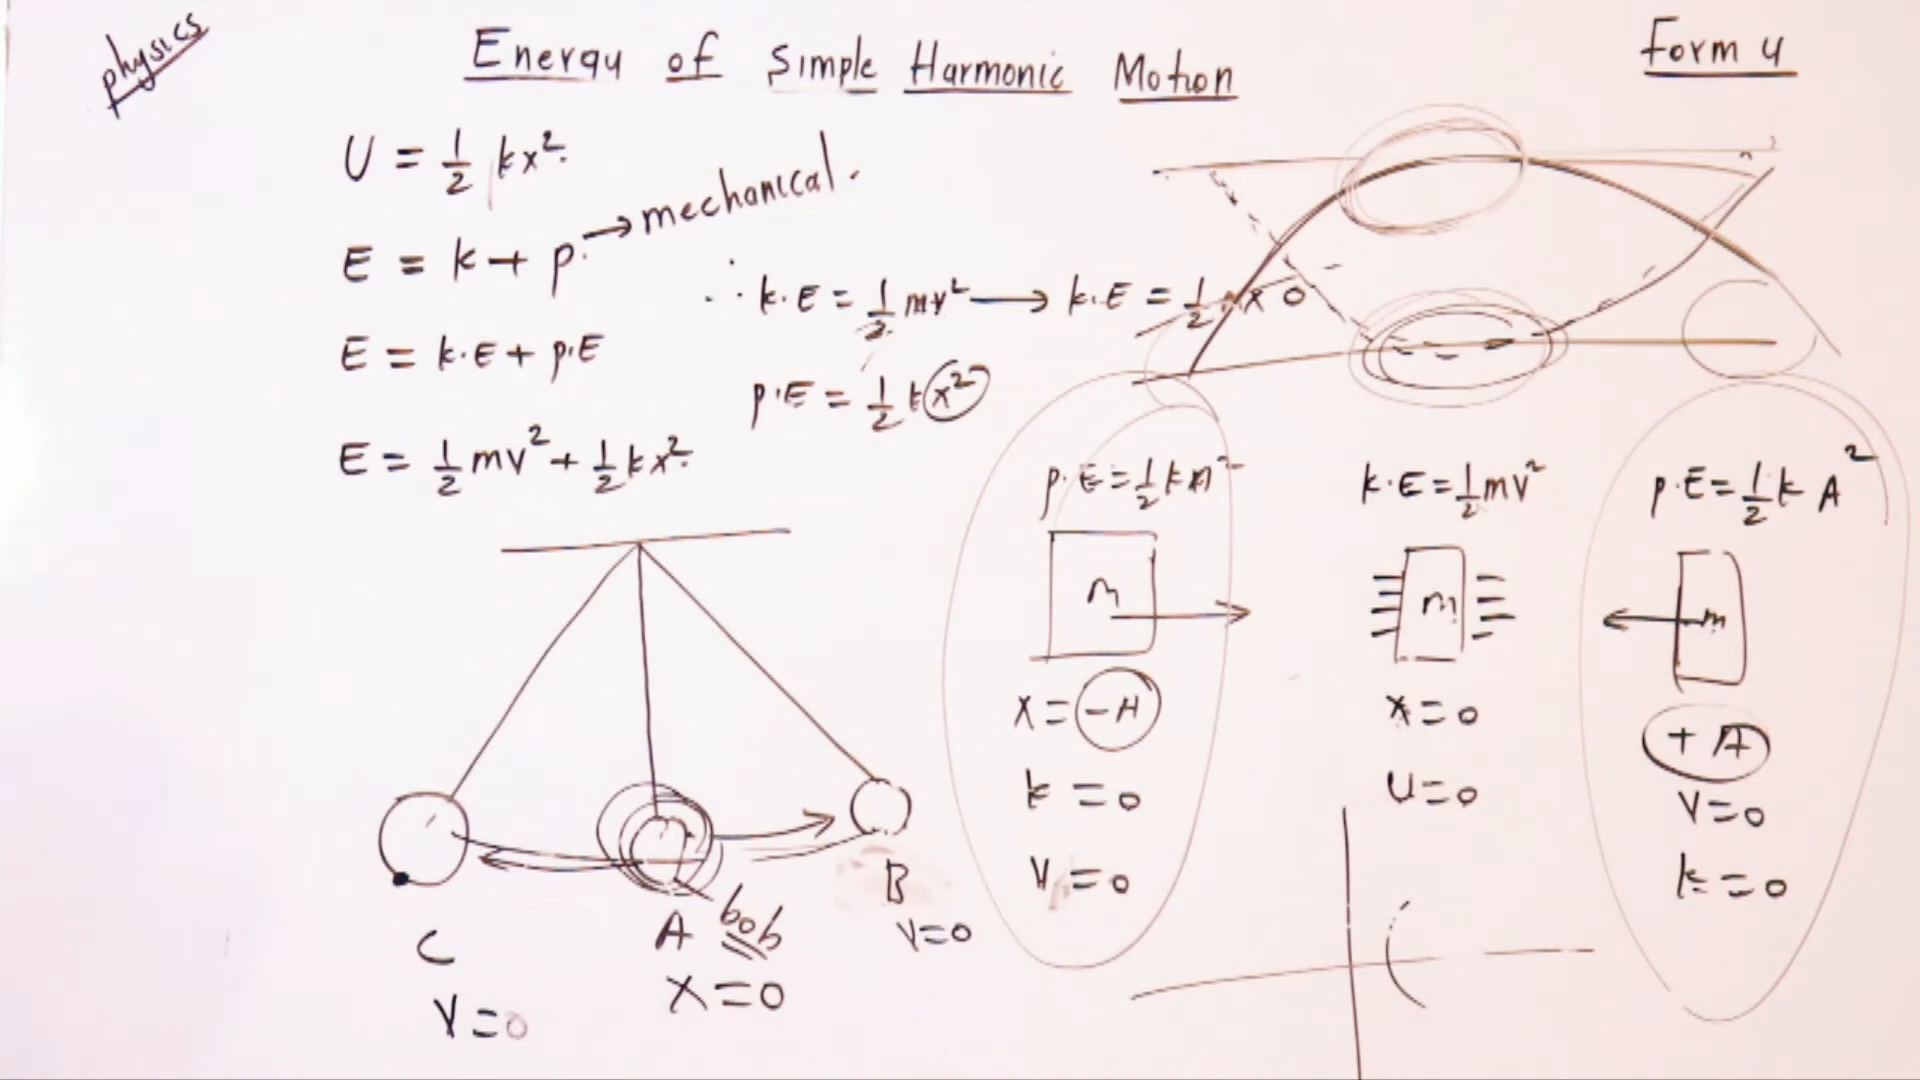 physics
Energy of Simple Harmonic Motion
Form 4
U = 1/2 kx².
E = k + p. → mechanical.
∴ k.E = 1/2 mv² → k.E = 1/2 × 0
E = k.E + p.E
p.E = 1/2 kx²
E = 1/2 mv² + 1/2 kx².
p.E = 1/2 kA²
k.E = 1/2 mv²
p.E = 1/2 k A²
m
m
m
x = -A
x = 0
+ A
k = 0
U = 0
V = 0
V = 0
k = 0
C
V = 0
A
bob
x = 0
B
V = 0